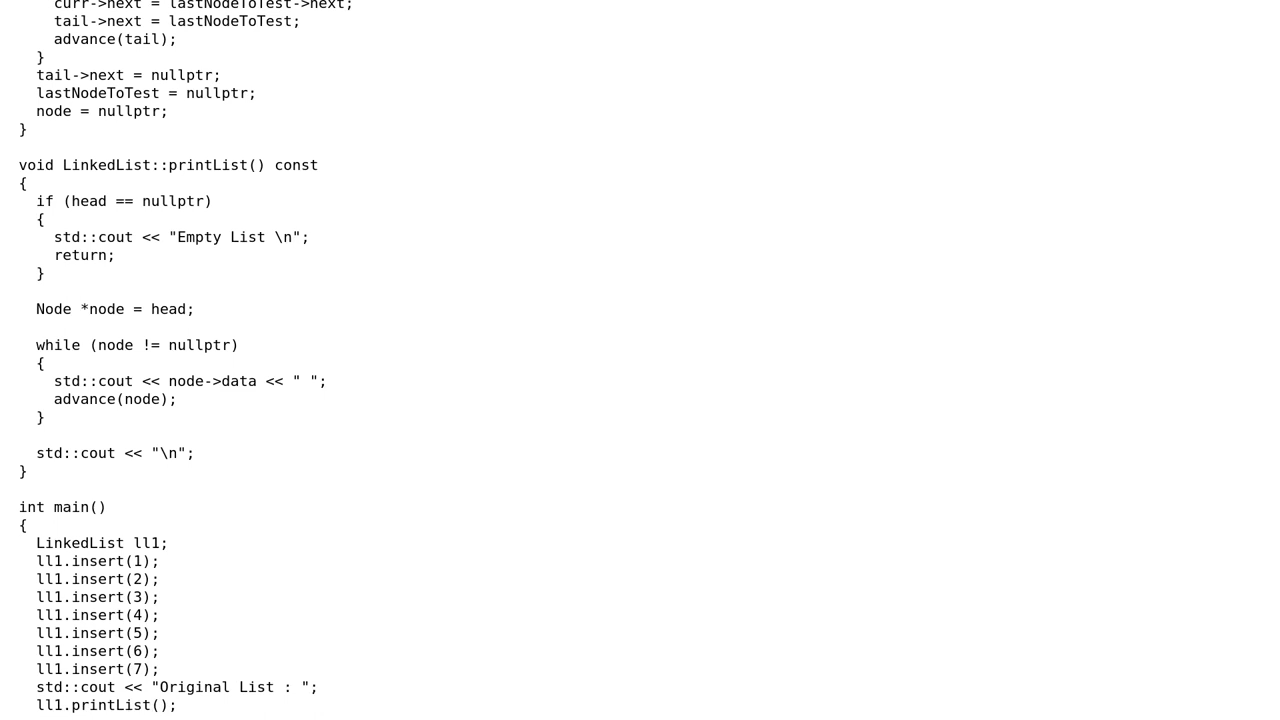 curr->next = lastNodeToTest->next;
      tail->next = lastNodeToTest;
      advance(tail);
    }
    tail->next = nullptr;
    lastNodeToTest = nullptr;
    node = nullptr;
  }

  void LinkedList::printList() const
  {
    if (head == nullptr)
    {
      std::cout << "Empty List \n";
      return;
    }

    Node *node = head;

    while (node != nullptr)
    {
      std::cout << node->data << " ";
      advance(node);
    }

    std::cout << "\n";
  }

  int main()
  {
    LinkedList ll1;
    ll1.insert(1);
    ll1.insert(2);
    ll1.insert(3);
    ll1.insert(4);
    ll1.insert(5);
    ll1.insert(6);
    ll1.insert(7);
    std::cout << "Original List : ";
    ll1.printList();